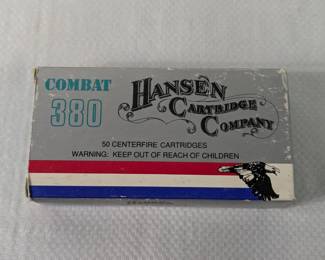 COMBAT
380
HANSEN
CARTRIDGE
COMPANY
50 CENTERFIRE CARTRIDGES
WARNING: KEEP OUT OF REACH OF CHILDREN